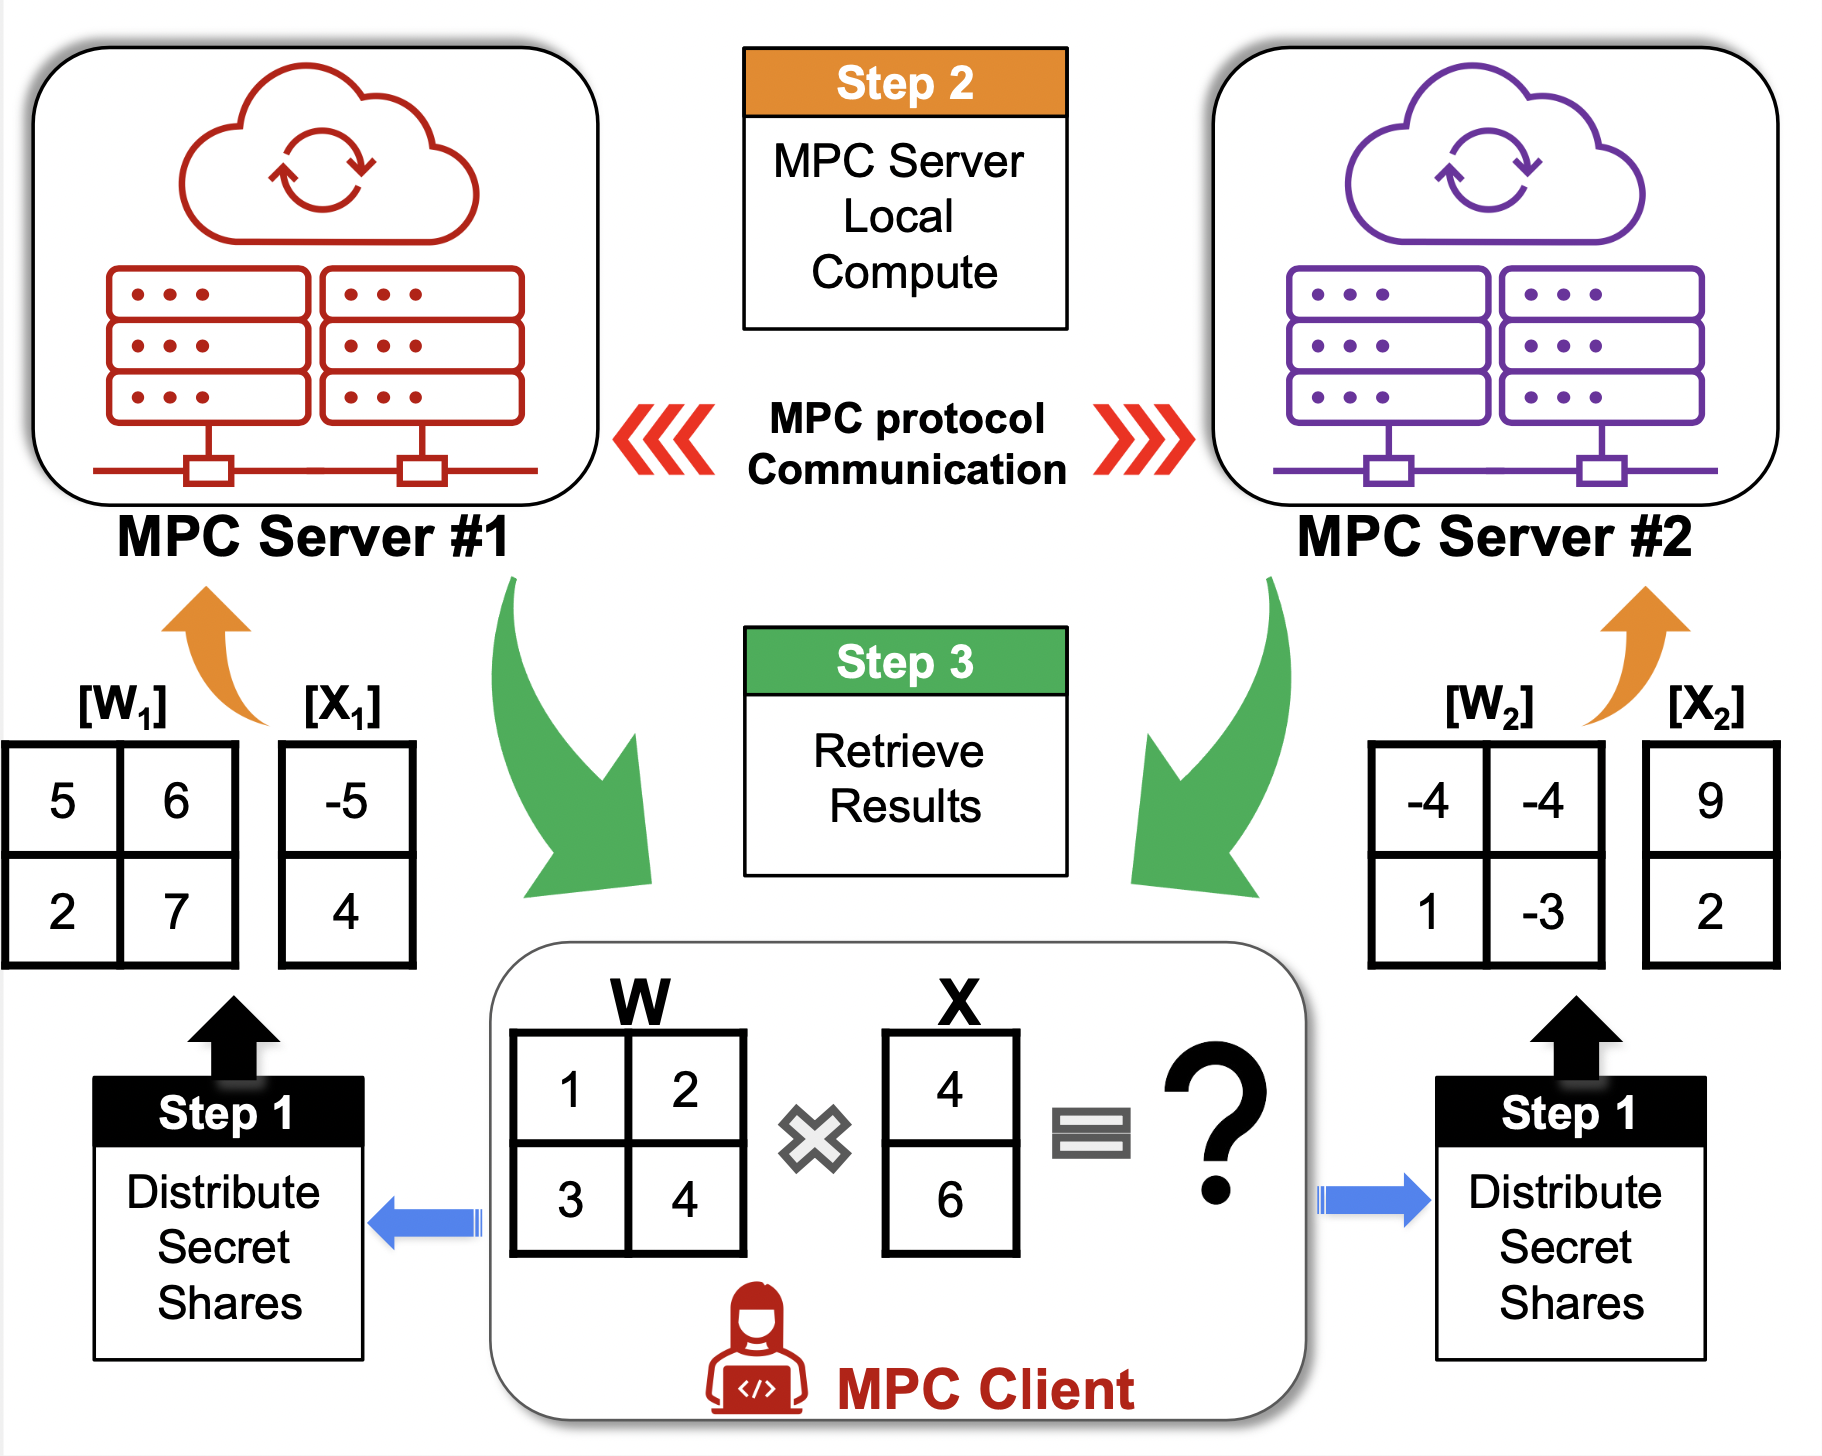 Step 2
MPC Server
Local
Compute
MPC protocol
Communication
MPC Server #1
MPC Server #2
[W1]
[X1]
5 6
2 7
-5
4
Step 3
Retrieve
Results
[W2]
[X2]
-4 -4
1 -3
9
2
Step 1
Distribute
Secret
Shares
W
X
1 2
3 4
4
6
= ?
</>
MPC Client
Step 1
Distribute
Secret
Shares